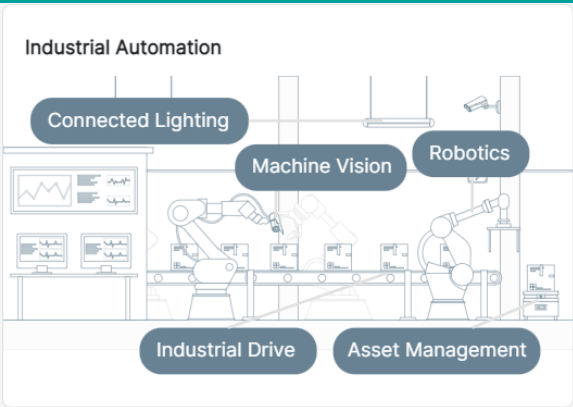 Industrial Automation
Connected Lighting
Machine Vision
Robotics
Industrial Drive
Asset Management